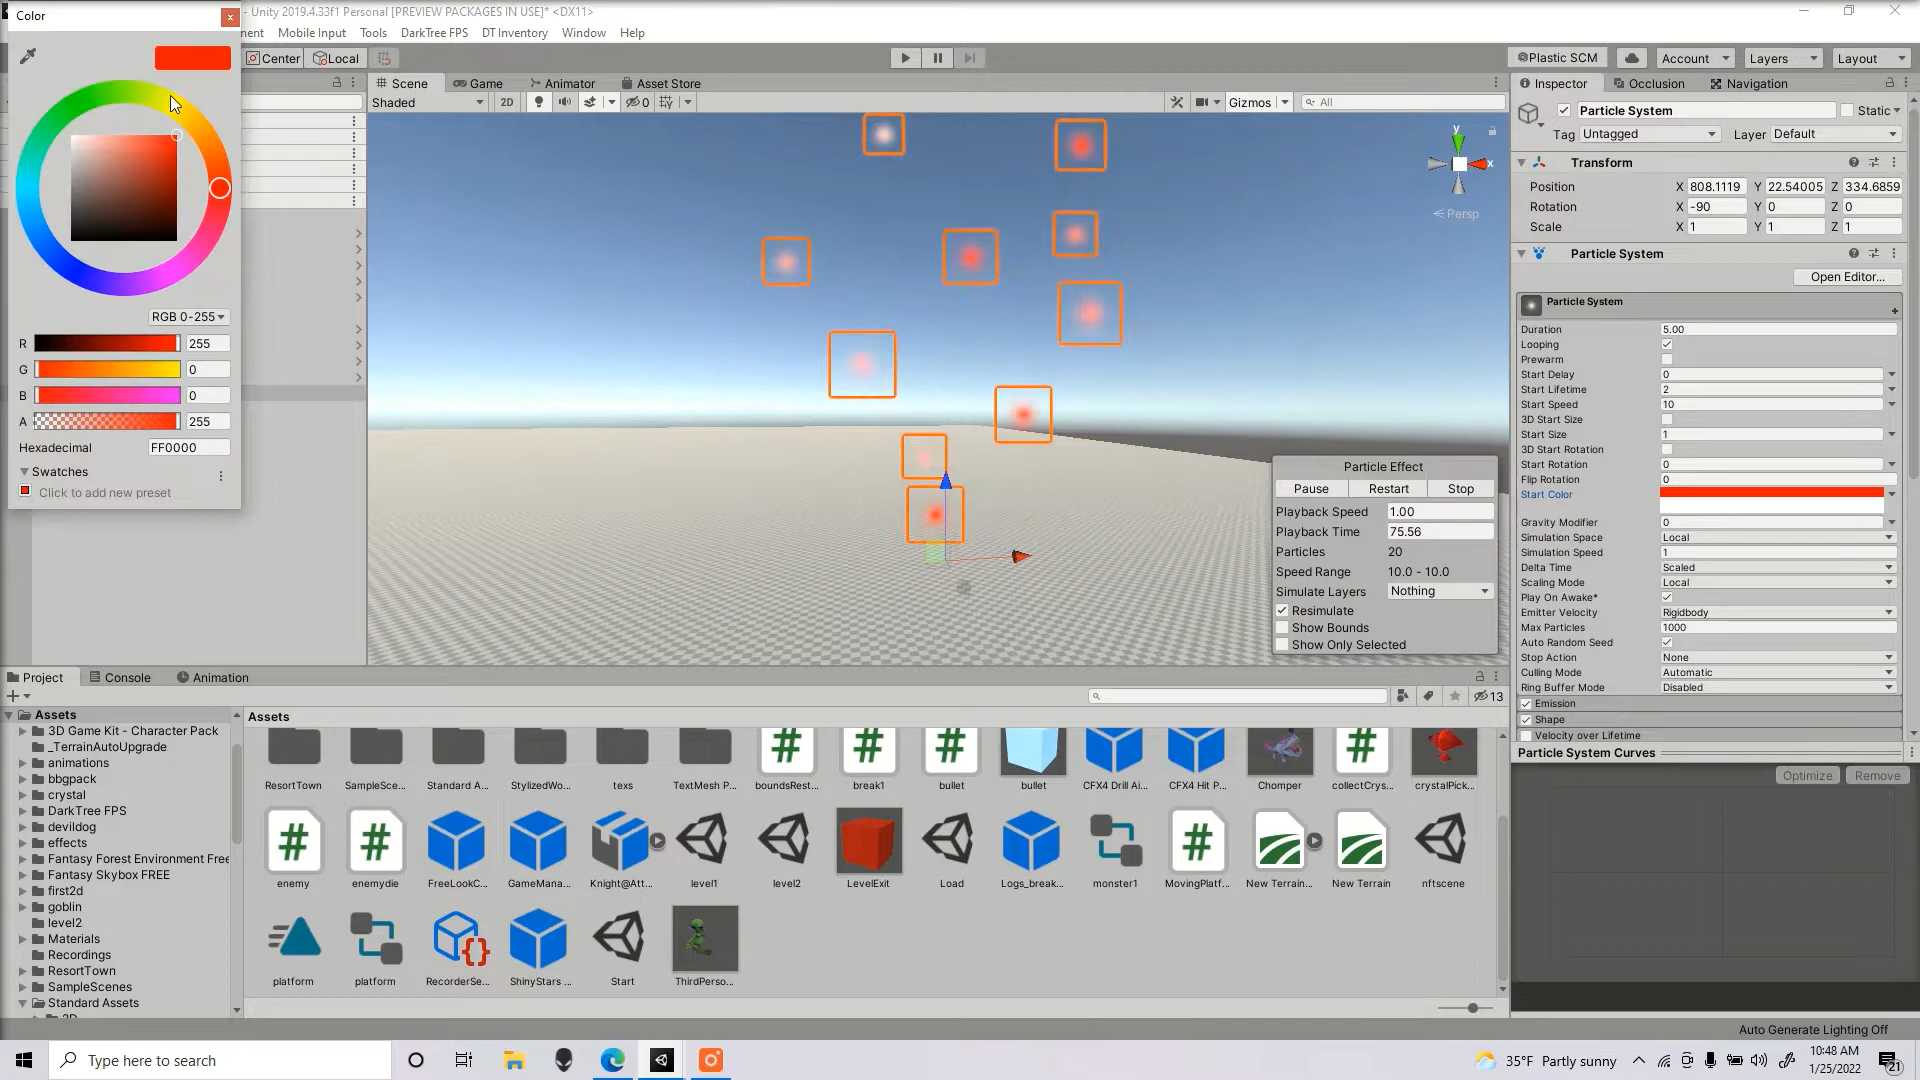 Color
x
- Unity 2019.4.33f1 Personal [PREVIEW PACKAGES IN USE]* <DX11>
nent Mobile Input Tools DarkTree FPS DT Inventory Window Help
Center Local Plastic SCM Account Layers Layout
Scene Game Animator Asset Store Inspector Occlusion Navigation
Shaded 2D 0 Gizmos All
Particle System Static
Tag Untagged Layer Default
Transform
Position X 808.1119 Y 22.54005 Z 334.6859
Rotation X -90 Y 0 Z 0
Scale X 1 Y 1 Z 1
y
x
Persp
Particle System
Open Editor...
Particle System
Duration 5.00
Looping
Prewarm
Start Delay 0
Start Lifetime 2
Start Speed 10
3D Start Size
Start Size 1
3D Start Rotation
Start Rotation 0
Flip Rotation 0
Start Color
Gravity Modifier 0
Simulation Space Local
Simulation Speed 1
Delta Time Scaled
Scaling Mode Local
Play On Awake*
Emitter Velocity Rigidbody
Max Particles 1000
Auto Random Seed
Stop Action None
Culling Mode Automatic
Ring Buffer Mode Disabled
Emission
Shape
Velocity over Lifetime
Particle System Curves
Optimize Remove
RGB 0-255
R 255
G 0
B 0
A 255
Hexadecimal FF0000
Swatches
Click to add new preset
Particle Effect
Pause Restart Stop
Playback Speed 1.00
Playback Time 75.56
Particles 20
Speed Range 10.0 - 10.0
Simulate Layers Nothing
Resimulate
Show Bounds
Show Only Selected
Project Console Animation
13
Assets
3D Game Kit - Character Pack
_TerrainAutoUpgrade
animations
bbgpack
crystal
DarkTree FPS
devildog
effects
Fantasy Forest Environment Free
Fantasy Skybox FREE
first2d
goblin
level2
Materials
Recordings
ResortTown
SampleScenes
Standard Assets
2D
Assets
ResortTown SampleSce... Standard A... StylizedWo... texs TextMesh P... boundsRest... break1 bullet bullet CFX4 Drill Ai... CFX4 Hit P... Chomper collectCrys... crystalPick...
enemy enemydie FreeLookC... GameMana... Knight@Att... level1 level2 LevelExit Load Logs_break... monster1 MovingPlatf... New Terrain... New Terrain nftscene
platform platform RecorderSe... ShinyStars ... Start ThirdPerso...
Auto Generate Lighting Off
Type here to search
35°F Partly sunny
10:48 AM
1/25/2022
21